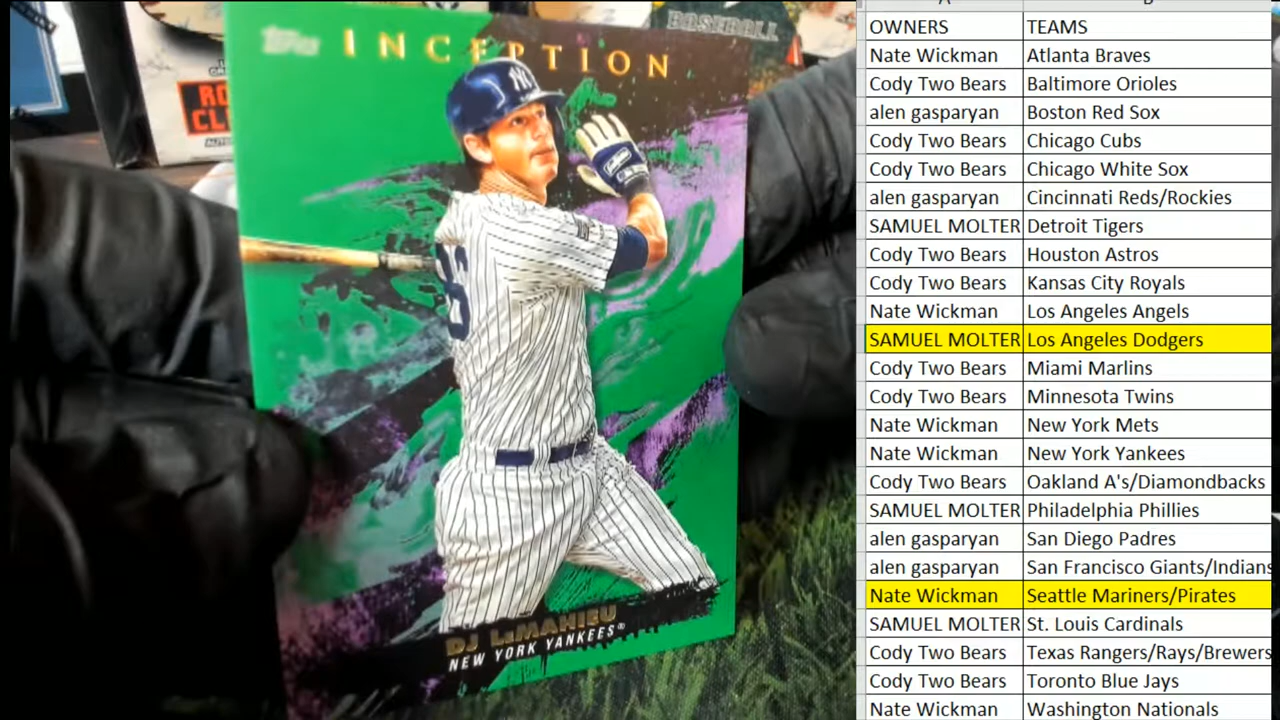 Topps
INCEPTION
BASEBALL
NY
RO
CL
DJ LeMAHIEU
NEW YORK YANKEES®
OWNERS TEAMS
Nate Wickman Atlanta Braves
Cody Two Bears Baltimore Orioles
alen gasparyan Boston Red Sox
Cody Two Bears Chicago Cubs
Cody Two Bears Chicago White Sox
alen gasparyan Cincinnati Reds/Rockies
SAMUEL MOLTER Detroit Tigers
Cody Two Bears Houston Astros
Cody Two Bears Kansas City Royals
Nate Wickman Los Angeles Angels
SAMUEL MOLTER Los Angeles Dodgers
Cody Two Bears Miami Marlins
Cody Two Bears Minnesota Twins
Nate Wickman New York Mets
Nate Wickman New York Yankees
Cody Two Bears Oakland A's/Diamondbacks
SAMUEL MOLTER Philadelphia Phillies
alen gasparyan San Diego Padres
alen gasparyan San Francisco Giants/Indians
Nate Wickman Seattle Mariners/Pirates
SAMUEL MOLTER St. Louis Cardinals
Cody Two Bears Texas Rangers/Rays/Brewers
Cody Two Bears Toronto Blue Jays
Nate Wickman Washington Nationals